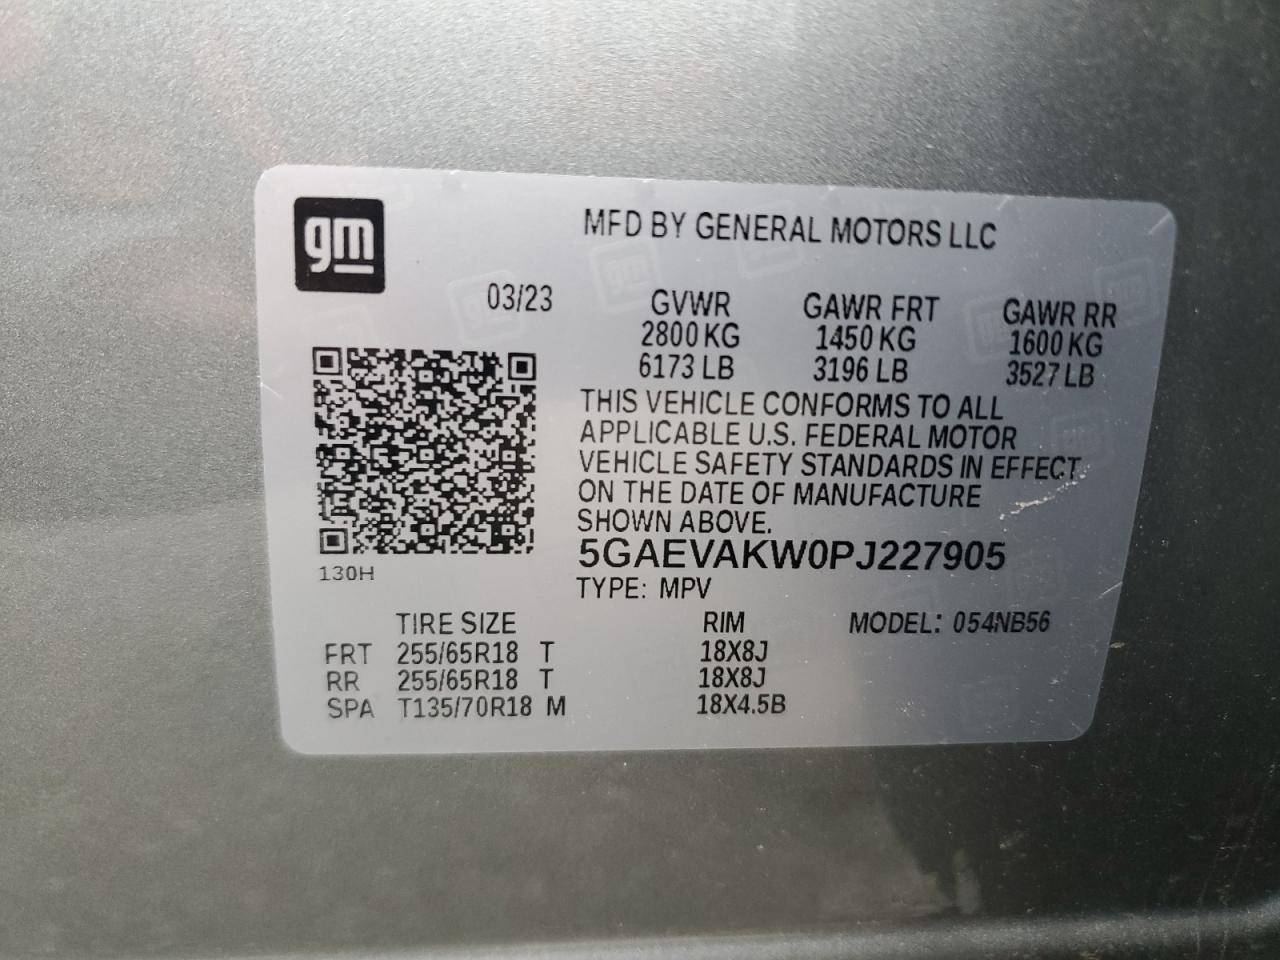 gm
MFD BY GENERAL MOTORS LLC
03/23 GVWR GAWR FRT GAWR RR
2800 KG 1450 KG 1600 KG
6173 LB 3196 LB 3527 LB
THIS VEHICLE CONFORMS TO ALL
APPLICABLE U.S. FEDERAL MOTOR
VEHICLE SAFETY STANDARDS IN EFFECT
ON THE DATE OF MANUFACTURE
SHOWN ABOVE.
5GAEVAKW0PJ227905
130H
TYPE: MPV
TIRE SIZE RIM MODEL: 054NB56
FRT 255/65R18 T 18X8J
RR 255/65R18 T 18X8J
SPA T135/70R18 M 18X4.5B